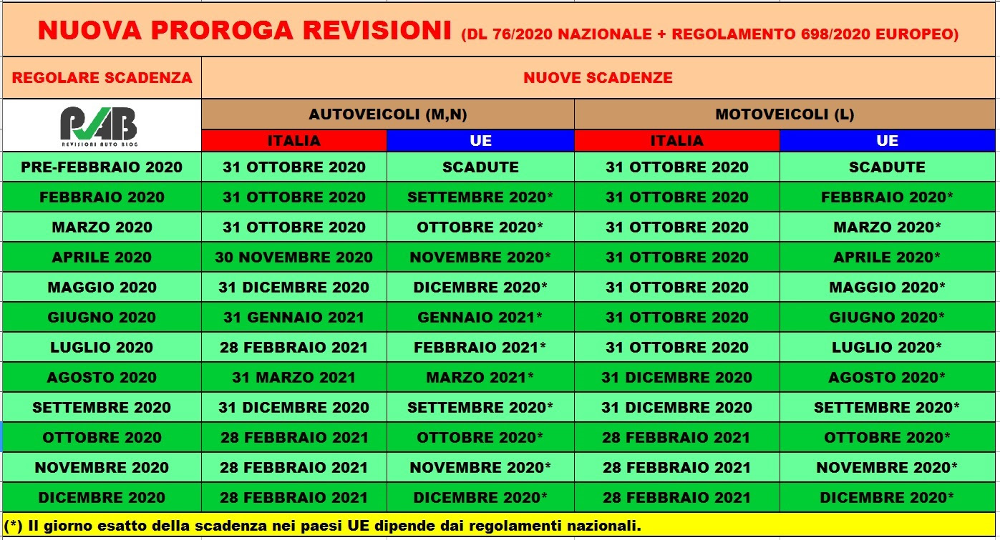 NUOVA PROROGA REVISIONI (DL 76/2020 NAZIONALE + REGOLAMENTO 698/2020 EUROPEO)
REGOLARE SCADENZA NUOVE SCADENZE
RAB
REVISIONI AUTO BLOG
AUTOVEICOLI (M,N) MOTOVEICOLI (L)
ITALIA UE ITALIA UE
PRE-FEBBRAIO 2020 31 OTTOBRE 2020 SCADUTE 31 OTTOBRE 2020 SCADUTE
FEBBRAIO 2020 31 OTTOBRE 2020 SETTEMBRE 2020* 31 OTTOBRE 2020 FEBBRAIO 2020*
MARZO 2020 31 OTTOBRE 2020 OTTOBRE 2020* 31 OTTOBRE 2020 MARZO 2020*
APRILE 2020 30 NOVEMBRE 2020 NOVEMBRE 2020* 31 OTTOBRE 2020 APRILE 2020*
MAGGIO 2020 31 DICEMBRE 2020 DICEMBRE 2020* 31 OTTOBRE 2020 MAGGIO 2020*
GIUGNO 2020 31 GENNAIO 2021 GENNAIO 2021* 31 OTTOBRE 2020 GIUGNO 2020*
LUGLIO 2020 28 FEBBRAIO 2021 FEBBRAIO 2021* 31 OTTOBRE 2020 LUGLIO 2020*
AGOSTO 2020 31 MARZO 2021 MARZO 2021* 31 DICEMBRE 2020 AGOSTO 2020*
SETTEMBRE 2020 31 DICEMBRE 2020 SETTEMBRE 2020* 31 DICEMBRE 2020 SETTEMBRE 2020*
OTTOBRE 2020 28 FEBBRAIO 2021 OTTOBRE 2020* 28 FEBBRAIO 2021 OTTOBRE 2020*
NOVEMBRE 2020 28 FEBBRAIO 2021 NOVEMBRE 2020* 28 FEBBRAIO 2021 NOVEMBRE 2020*
DICEMBRE 2020 28 FEBBRAIO 2021 DICEMBRE 2020* 28 FEBBRAIO 2021 DICEMBRE 2020*
(*) Il giorno esatto della scadenza nei paesi UE dipende dai regolamenti nazionali.